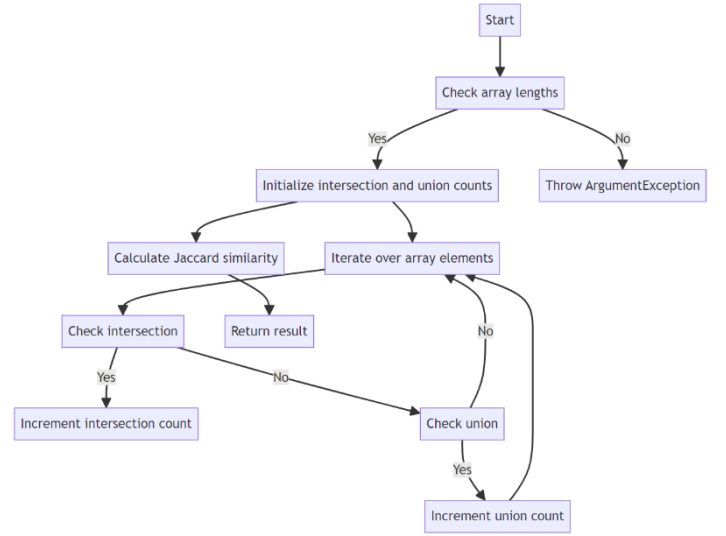 Start
Check array lengths
Yes
No
Initialize intersection and union counts
Throw ArgumentException
Calculate Jaccard similarity
Iterate over array elements
Check intersection
Return result
No
Yes
No
Increment intersection count
Check union
Yes
Increment union count